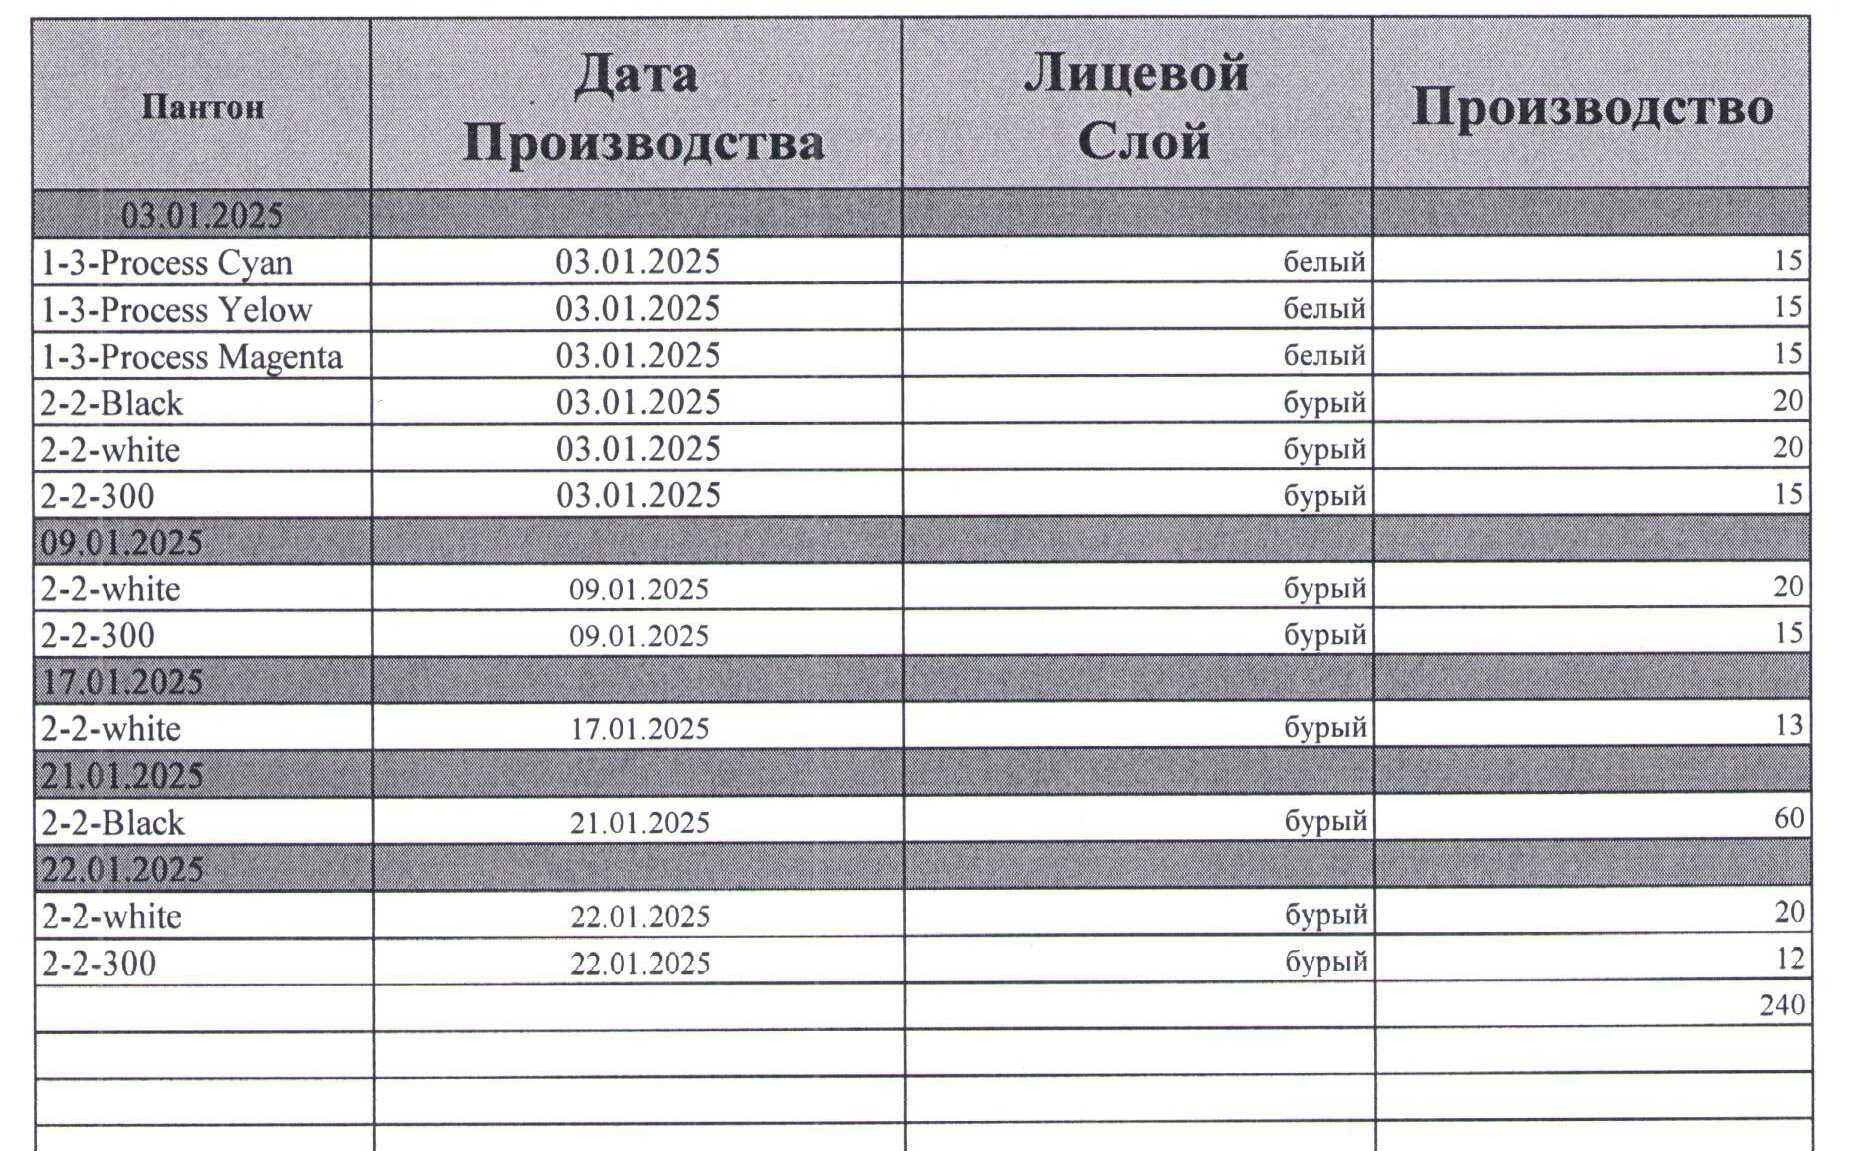 Пантон Дата Производства Лицевой Слой Производство
03.01.2025
1-3-Process Cyan 03.01.2025 белый 15
1-3-Process Yelow 03.01.2025 белый 15
1-3-Process Magenta 03.01.2025 белый 15
2-2-Black 03.01.2025 бурый 20
2-2-white 03.01.2025 бурый 20
2-2-300 03.01.2025 бурый 15
09.01.2025
2-2-white 09.01.2025 бурый 20
2-2-300 09.01.2025 бурый 15
17.01.2025
2-2-white 17.01.2025 бурый 13
21.01.2025
2-2-Black 21.01.2025 бурый 60
22.01.2025
2-2-white 22.01.2025 бурый 20
2-2-300 22.01.2025 бурый 12
240